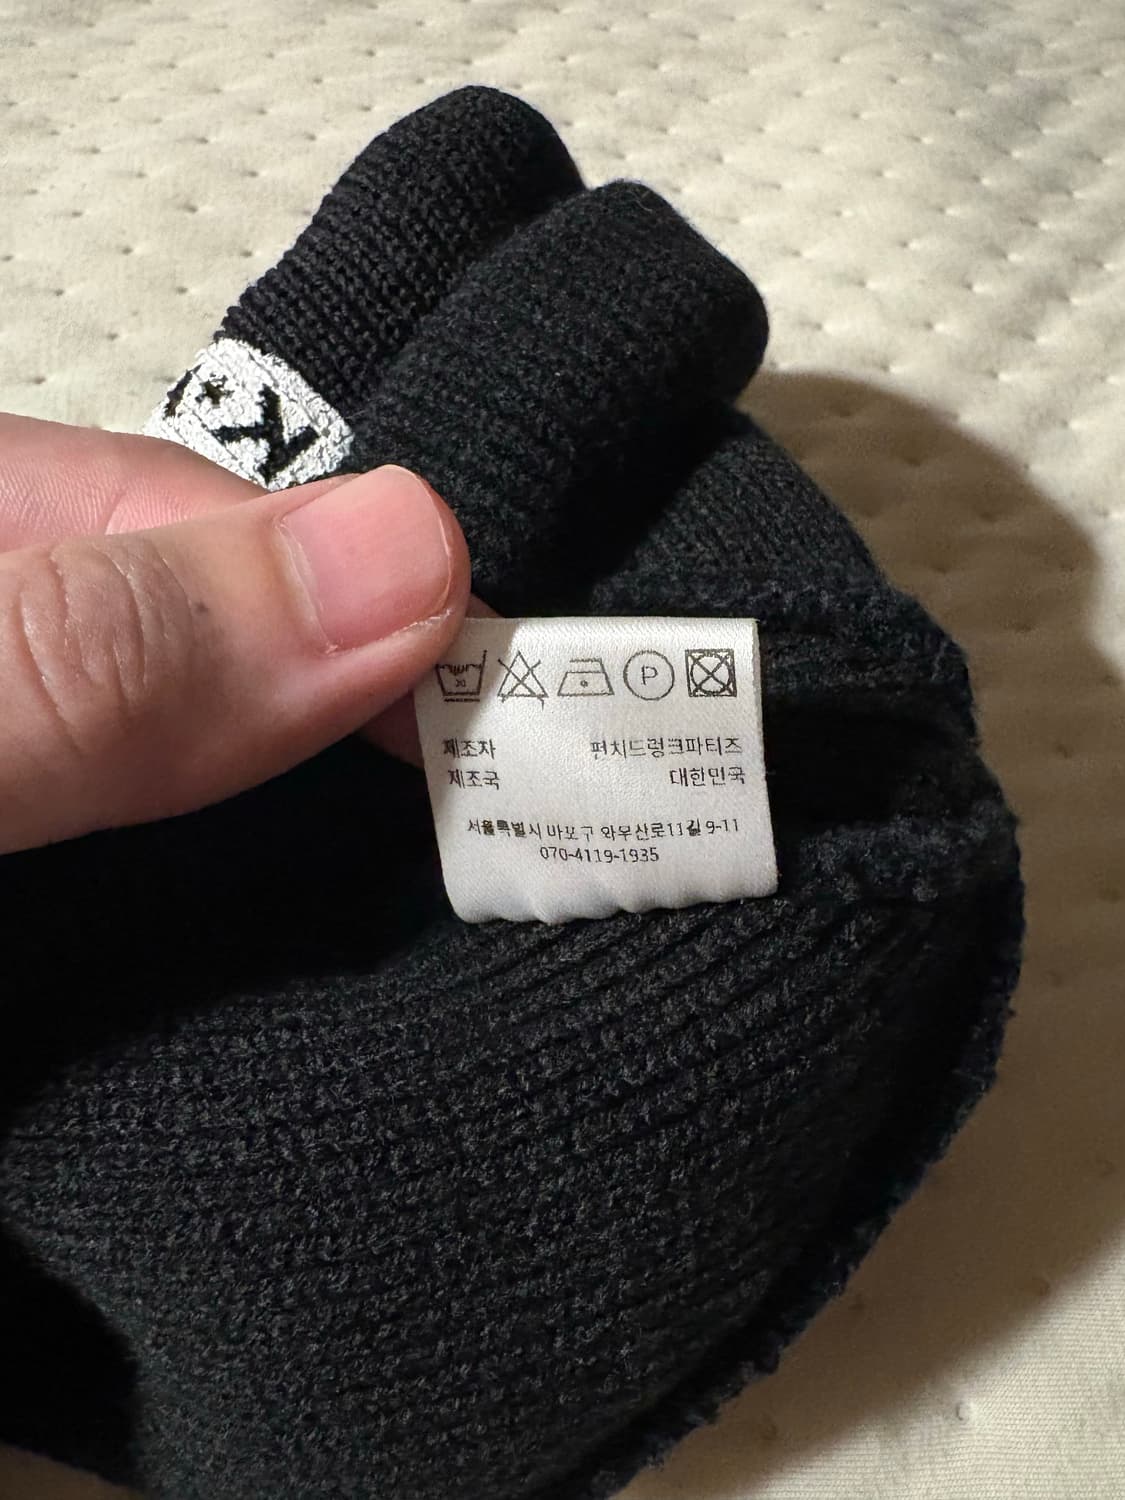 30
P
제조자 펀치드렁크파티즈
제조국 대한민국
서울특별시 마포구 와우산로11길 9-11
070-4119-1935